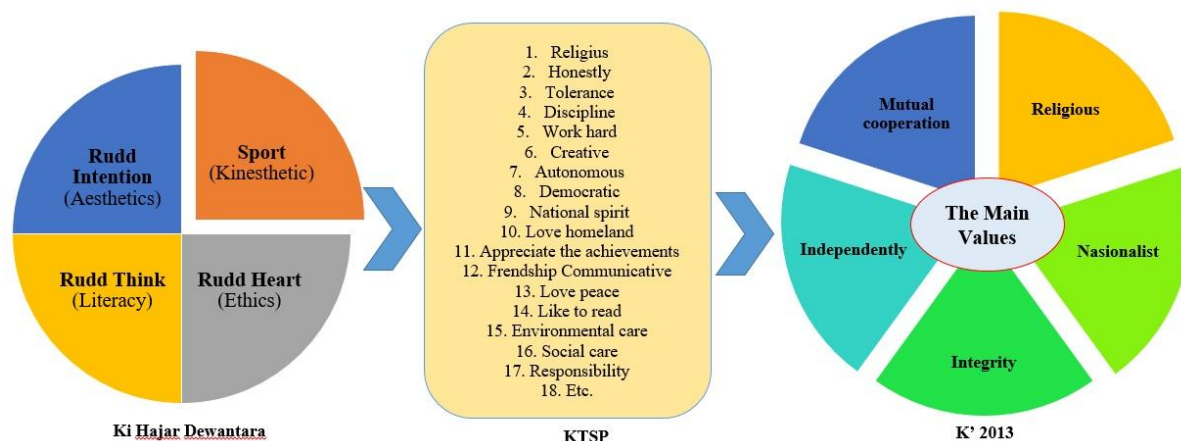 Rudd
Intention
(Aesthetics)
Sport
(Kinesthetic)
Rudd Think
(Literacy)
Rudd Heart
(Ethics)
Ki Hajar Dewantara
1. Religius
2. Honestly
3. Tolerance
4. Discipline
5. Work hard
6. Creative
7. Autonomous
8. Democratic
9. National spirit
10. Love homeland
11. Appreciate the achievements
12. Frendship Communicative
13. Love peace
14. Like to read
15. Environmental care
16. Social care
17. Responsibility
18. Etc.
KTSP
Mutual
cooperation
Religious
Independently
The Main
Values
Nasionalist
Integrity
K’ 2013